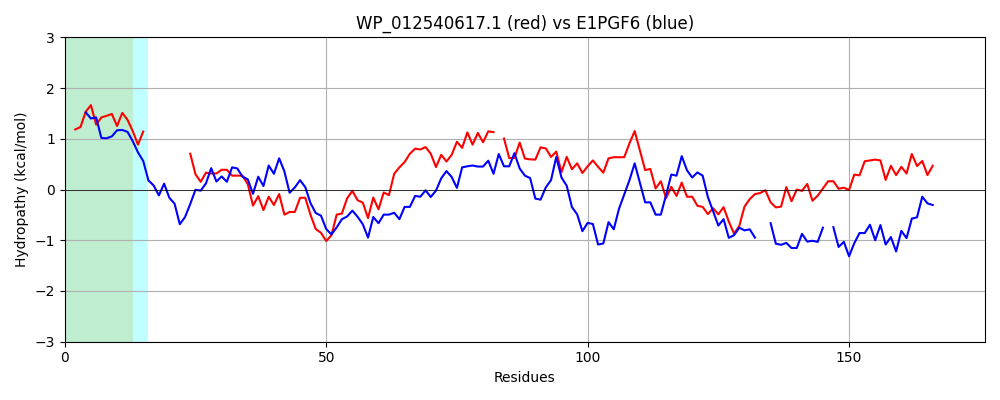 WP_012540617.1 (red) vs E1PGF6 (blue)
Hydropathy (kcal/mol)
3
2
1
0
−1
−2
−3
0 50 100 150
Residues